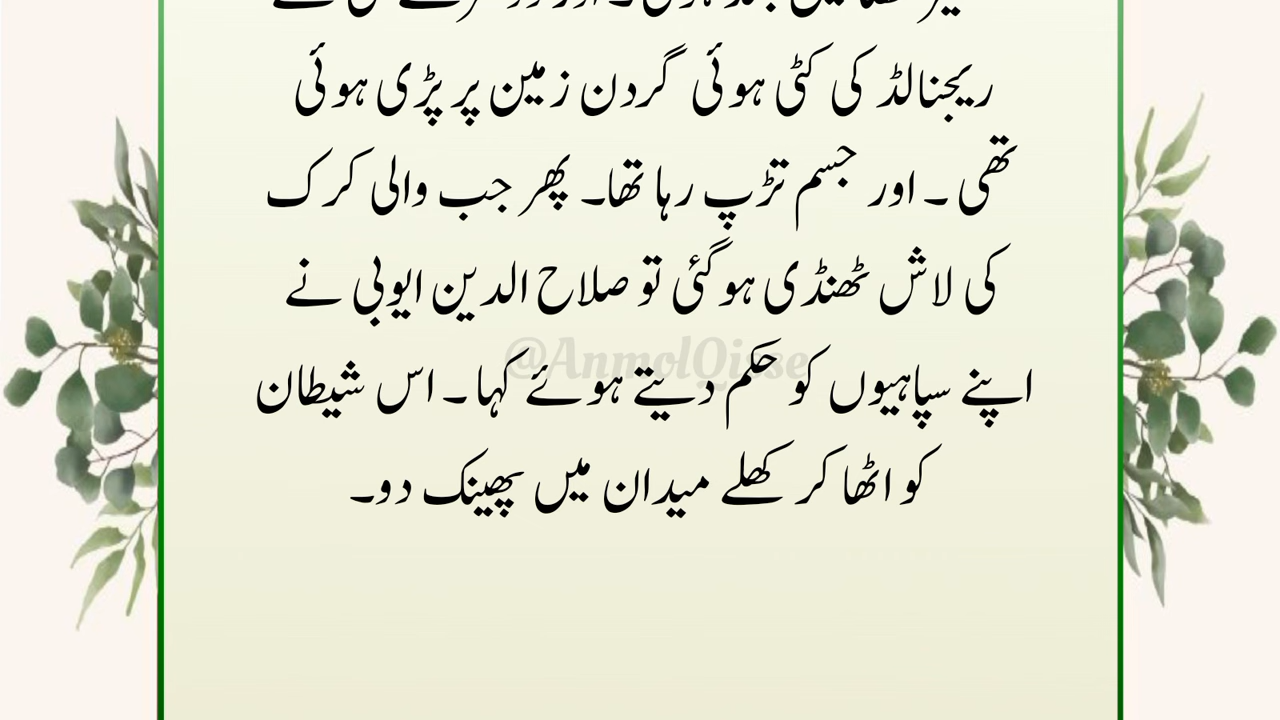 ریجنالڈ کی کٹی ہوئی گردن زمین پر پڑی ہوئی
تھی ۔ اور جسم تڑپ رہا تھا۔ پھر جب والی کرک
کی لاش ٹھنڈی ہوگئی تو صلاح الدین ایوبی نے
@AnmolQisse
اپنے سپاہیوں کو حکم دیتے ہوئے کہا ۔ اس شیطان
کو اٹھا کر کھلے میدان میں پھینک دو۔